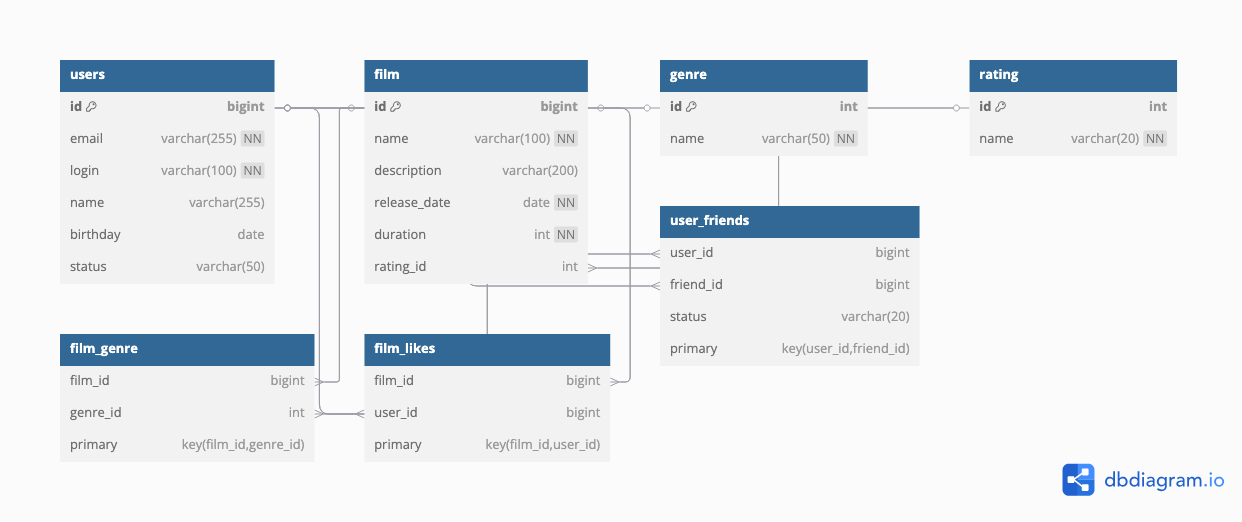 users
id bigint
email varchar(255) NN
login varchar(100) NN
name varchar(255)
birthday date
status varchar(50)
film
id bigint
name varchar(100) NN
description varchar(200)
release_date date NN
duration int NN
rating_id int
genre
id int
name varchar(50) NN
rating
id int
name varchar(20) NN
user_friends
user_id bigint
friend_id bigint
status varchar(20)
primary key(user_id,friend_id)
film_genre
film_id bigint
genre_id int
primary key(film_id,genre_id)
film_likes
film_id bigint
user_id bigint
primary key(film_id,user_id)
dbdiagram.io